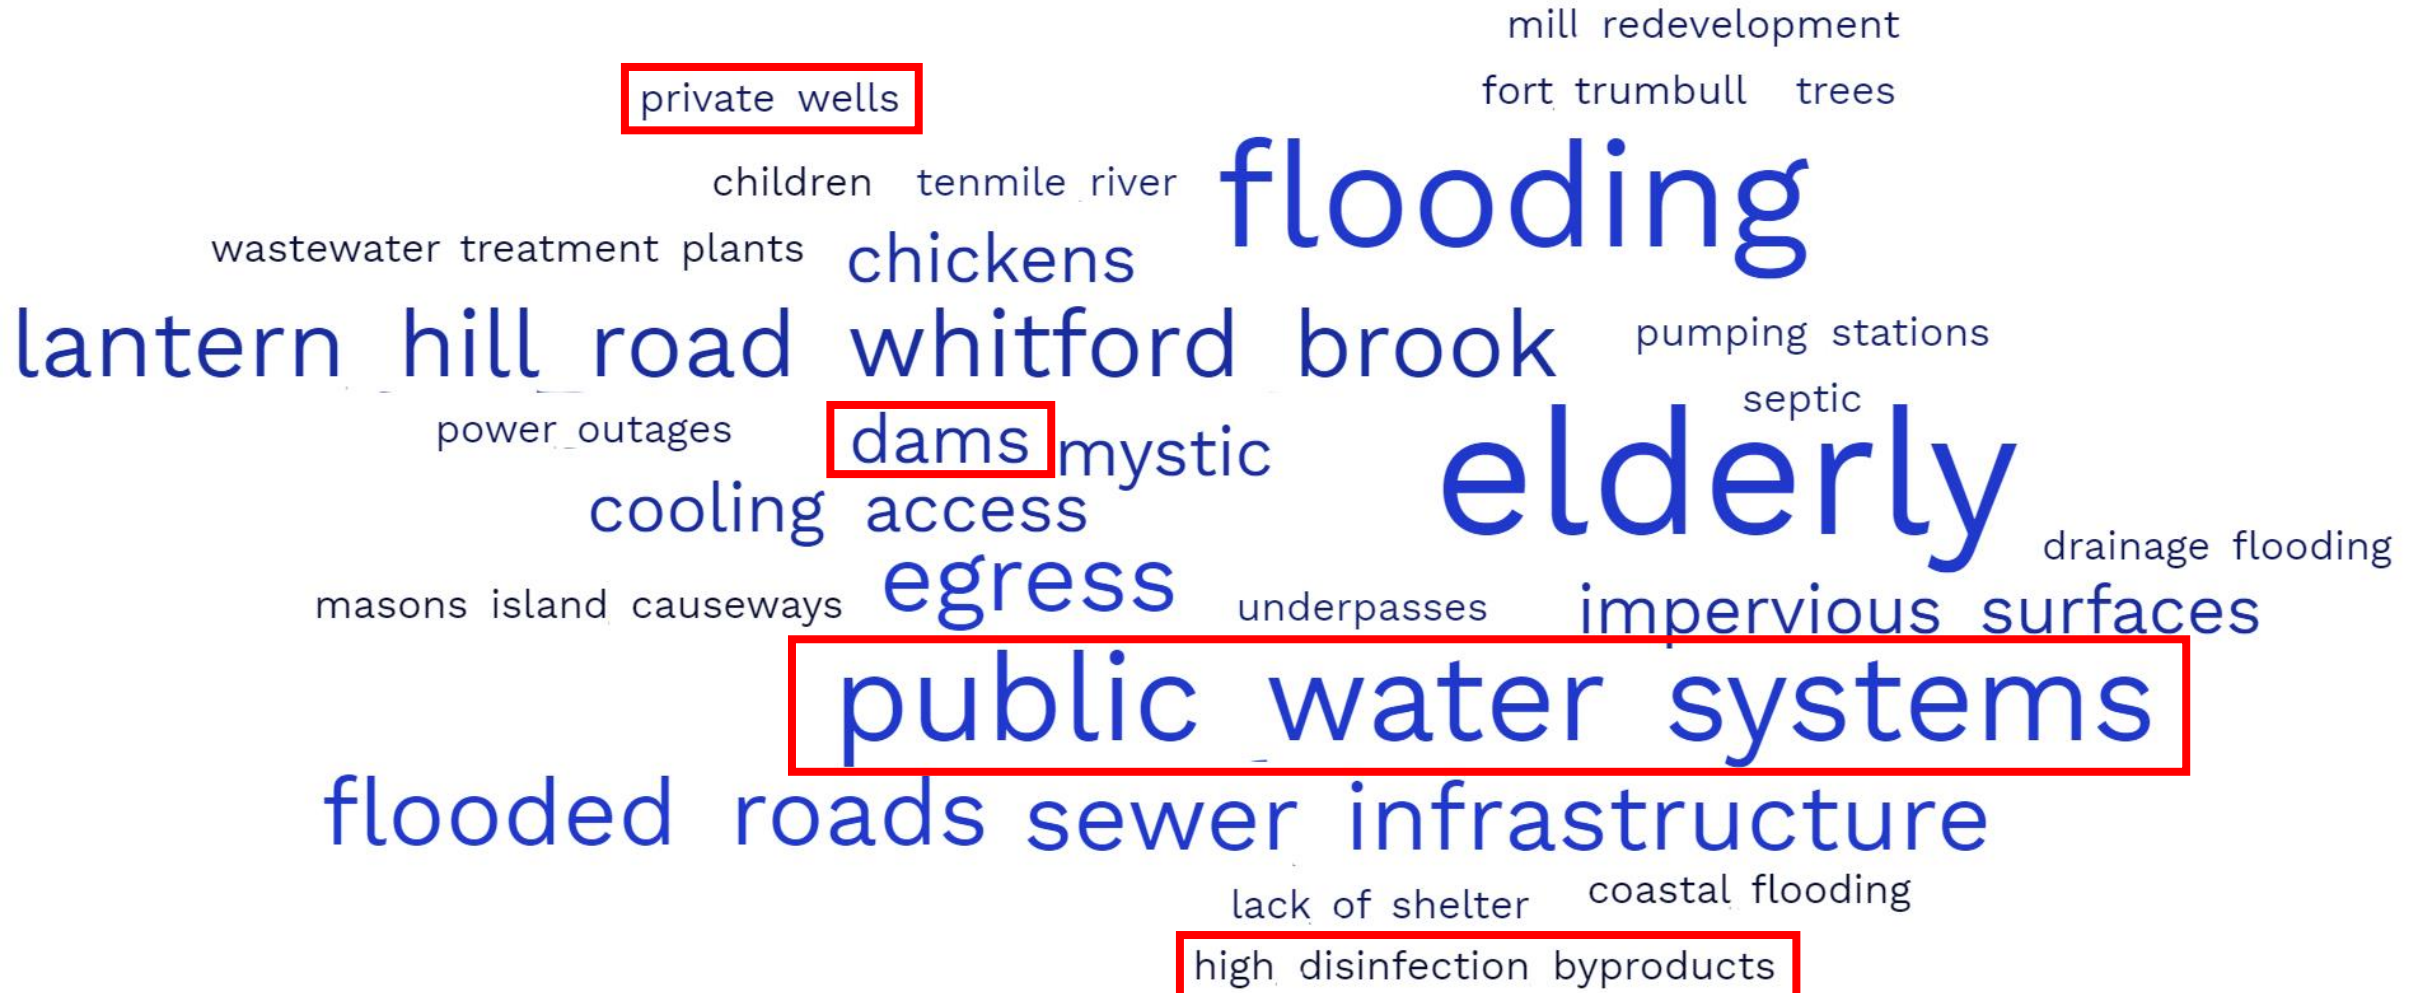 mill redevelopment
private wells
fort trumbull
trees
children
tenmile river
flooding
wastewater treatment plants
chickens
lantern hill road
whitford brook
pumping stations
septic
power outages
dams
mystic
elderly
cooling access
drainage flooding
masons island causeways
egress
underpasses
impervious surfaces
public water systems
flooded roads
sewer infrastructure
lack of shelter
coastal flooding
high disinfection byproducts